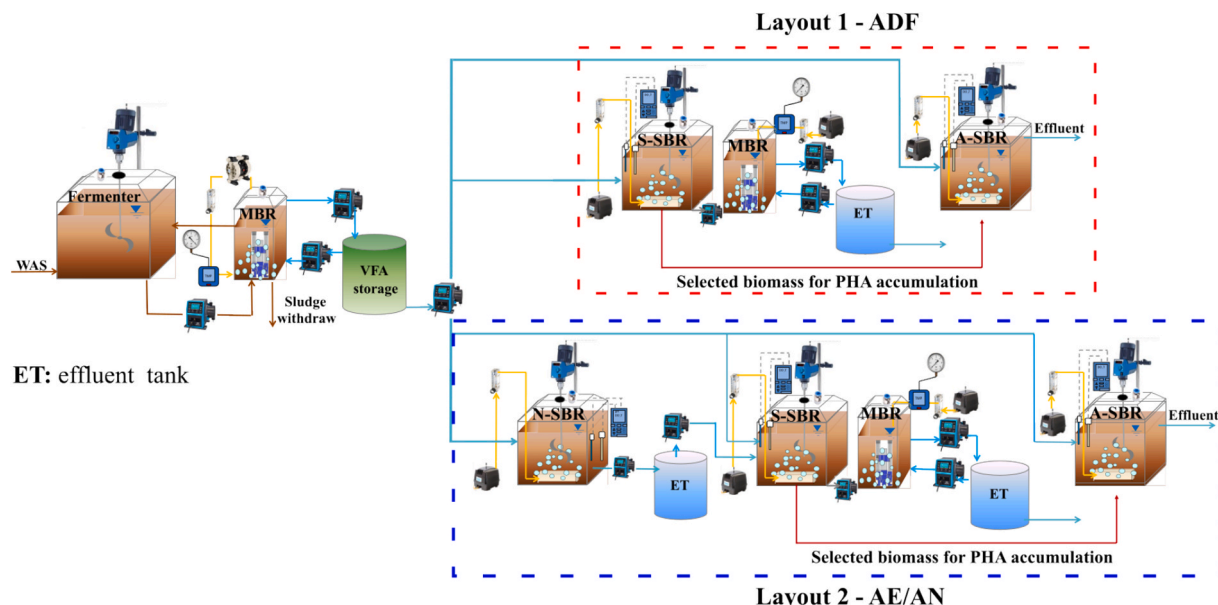 Layout 1 - ADF
S-SBR
MBR
A-SBR
Effluent
ET
Selected biomass for PHA accumulation
Fermenter
MBR
WAS
VFA
storage
Sludge
withdraw
ET: effluent tank
N-SBR
S-SBR
MBR
A-SBR
Effluent
ET
ET
Selected biomass for PHA accumulation
Layout 2 - AE/AN